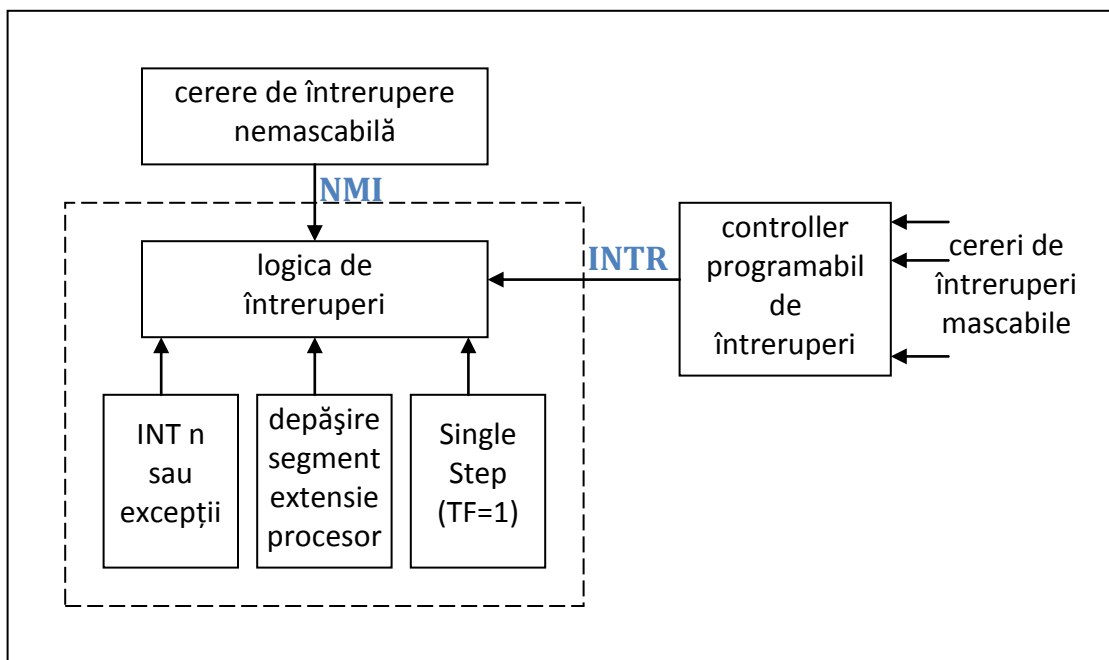 cerere de întrerupere
nemascabilă
NMI
logica de
întreruperi
INTR
controller
programabil
de
întreruperi
cereri de
întreruperi
mascabile
INT n
sau
excepții
depăşire
segment
extensie
procesor
Single
Step
(TF=1)